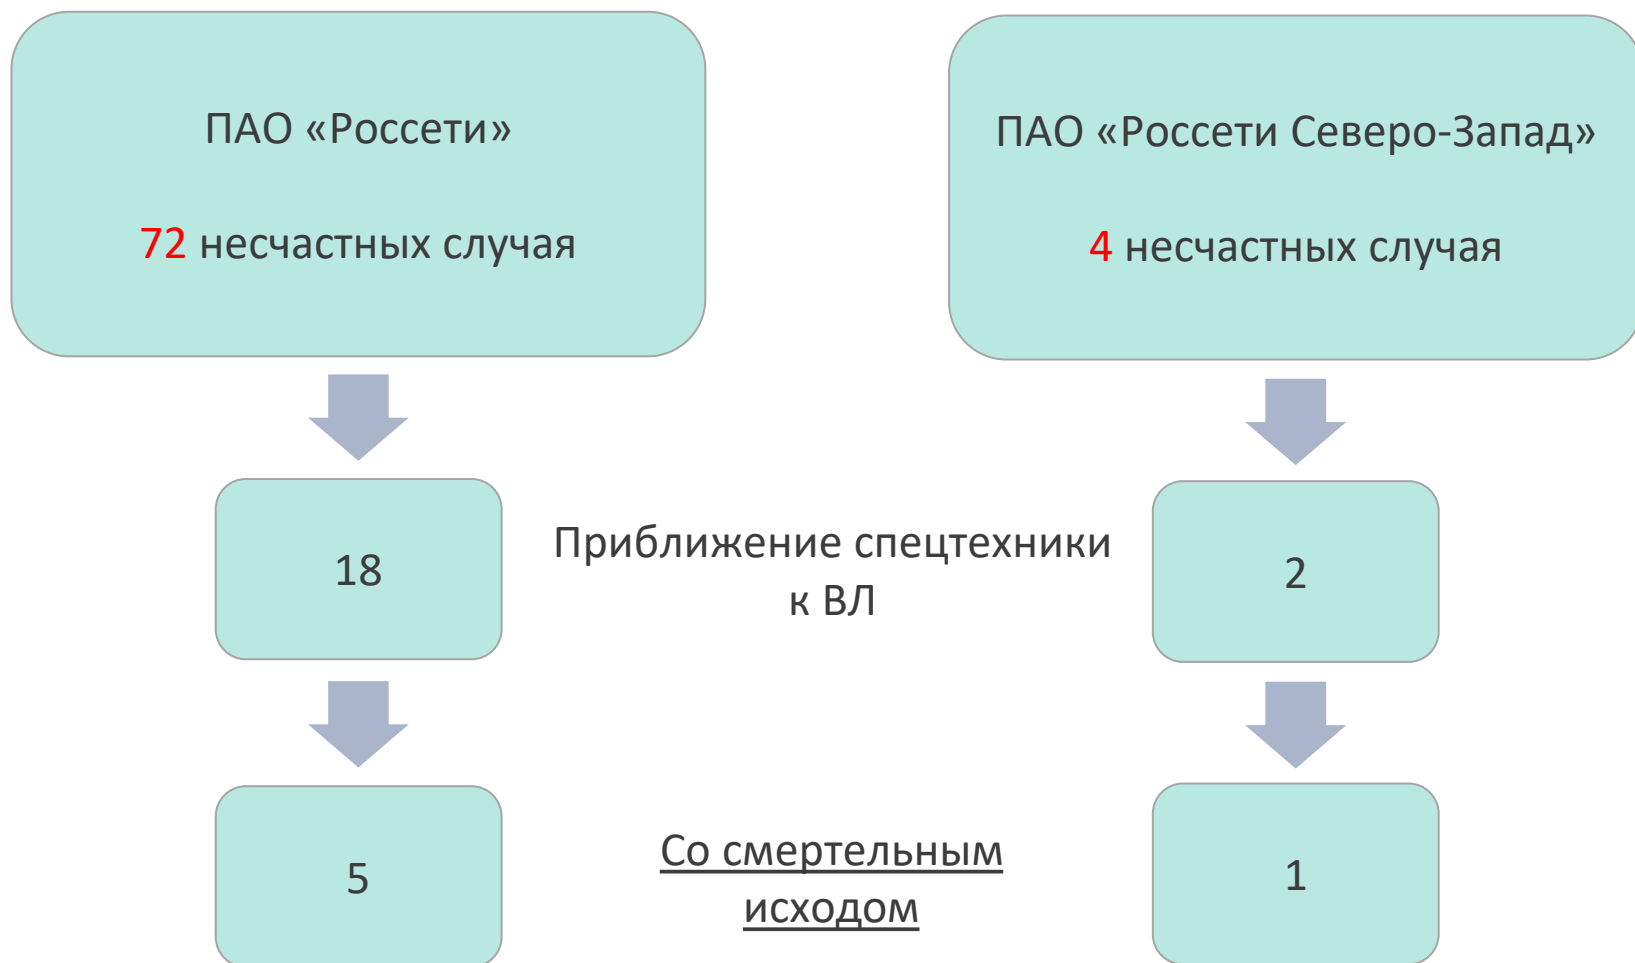 ПАО «Россети»
72 несчастных случая
ПАО «Россети Северо-Запад»
4 несчастных случая
18
Приближение спецтехники
к ВЛ
2
5
Со смертельным
исходом
1